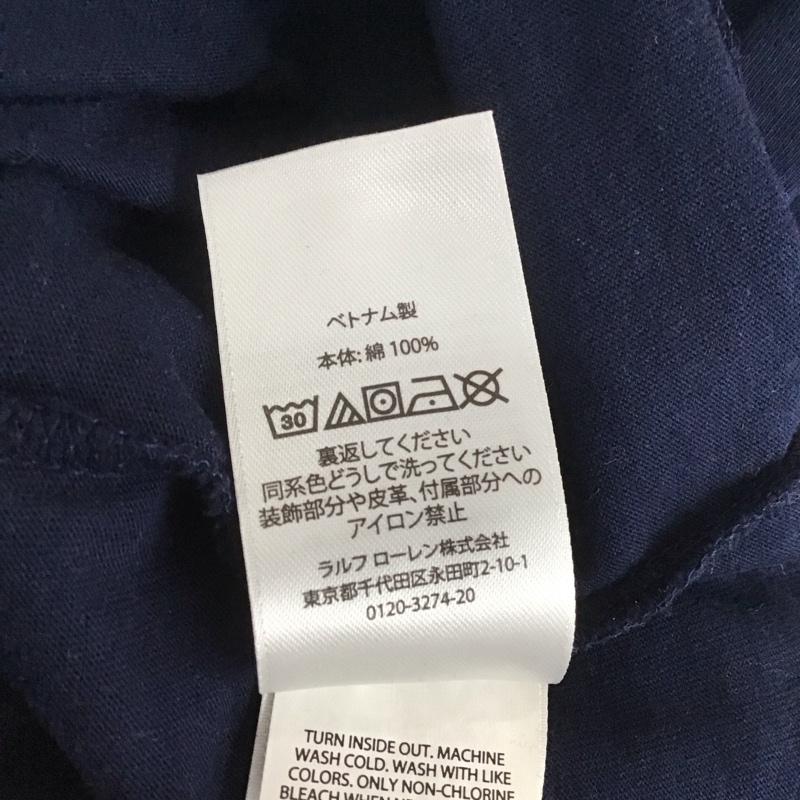 ベトナム製
本体: 綿 100%
30
裏返してください
同系色どうしで洗ってください
装飾部分や皮革、付属部分への
アイロン禁止
ラルフ ローレン株式会社
東京都千代田区永田町2-10-1
0120-3274-20
TURN INSIDE OUT. MACHINE
WASH COLD. WASH WITH LIKE
COLORS. ONLY NON-CHLORINE
BLEACH WHEN